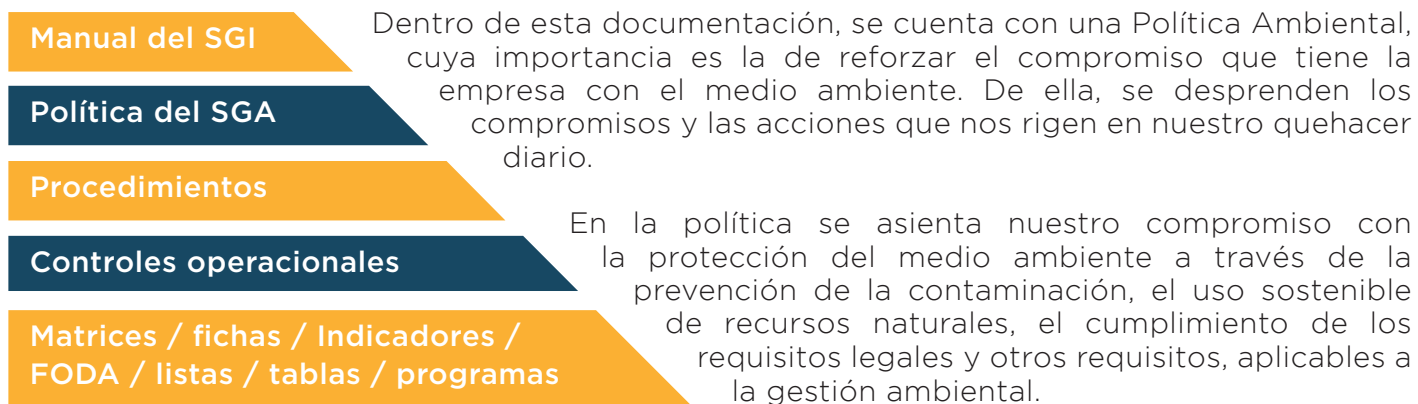 Manual del SGI
Política del SGA
Procedimientos
Controles operacionales
Matrices / fichas / Indicadores /
FODA / listas / tablas / programas
Dentro de esta documentación, se cuenta con una Política Ambiental,
cuya importancia es la de reforzar el compromiso que tiene la
empresa con el medio ambiente. De ella, se desprenden los
compromisos y las acciones que nos rigen en nuestro quehacer
diario.
En la política se asienta nuestro compromiso con
la protección del medio ambiente a través de la
prevención de la contaminación, el uso sostenible
de recursos naturales, el cumplimiento de los
requisitos legales y otros requisitos, aplicables a
la gestión ambiental.